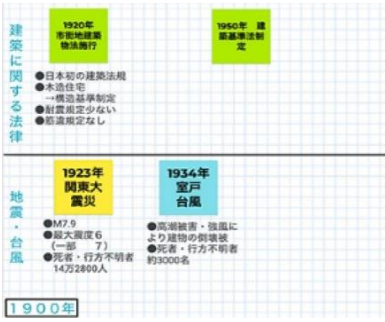 建築に関する法律
1920年
市街地建築
物法施行
1950年 建
築基準法制
定
●日本初の建築法規
●木造住宅
→構造基準制定
●耐震規定少ない
●筋違規定なし
地震・台風
1923年
関東大
震災
1934年
室戸
台風
●M7.9
●最大震度6
(一部 7)
●死者・行方不明者
14万2800人
●高潮被害・強風に
より建物の倒壊被
●死者・行方不明者
約3000名
1900年